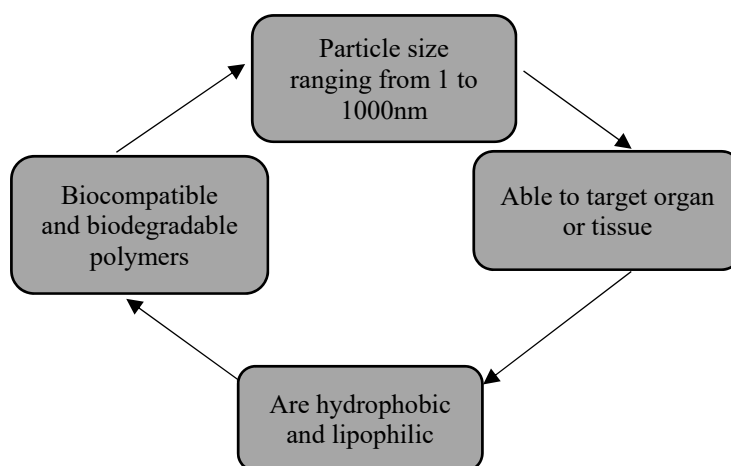 Particle size
ranging from 1 to
1000nm
Able to target organ
or tissue
Are hydrophobic
and lipophilic
Biocompatible
and biodegradable
polymers